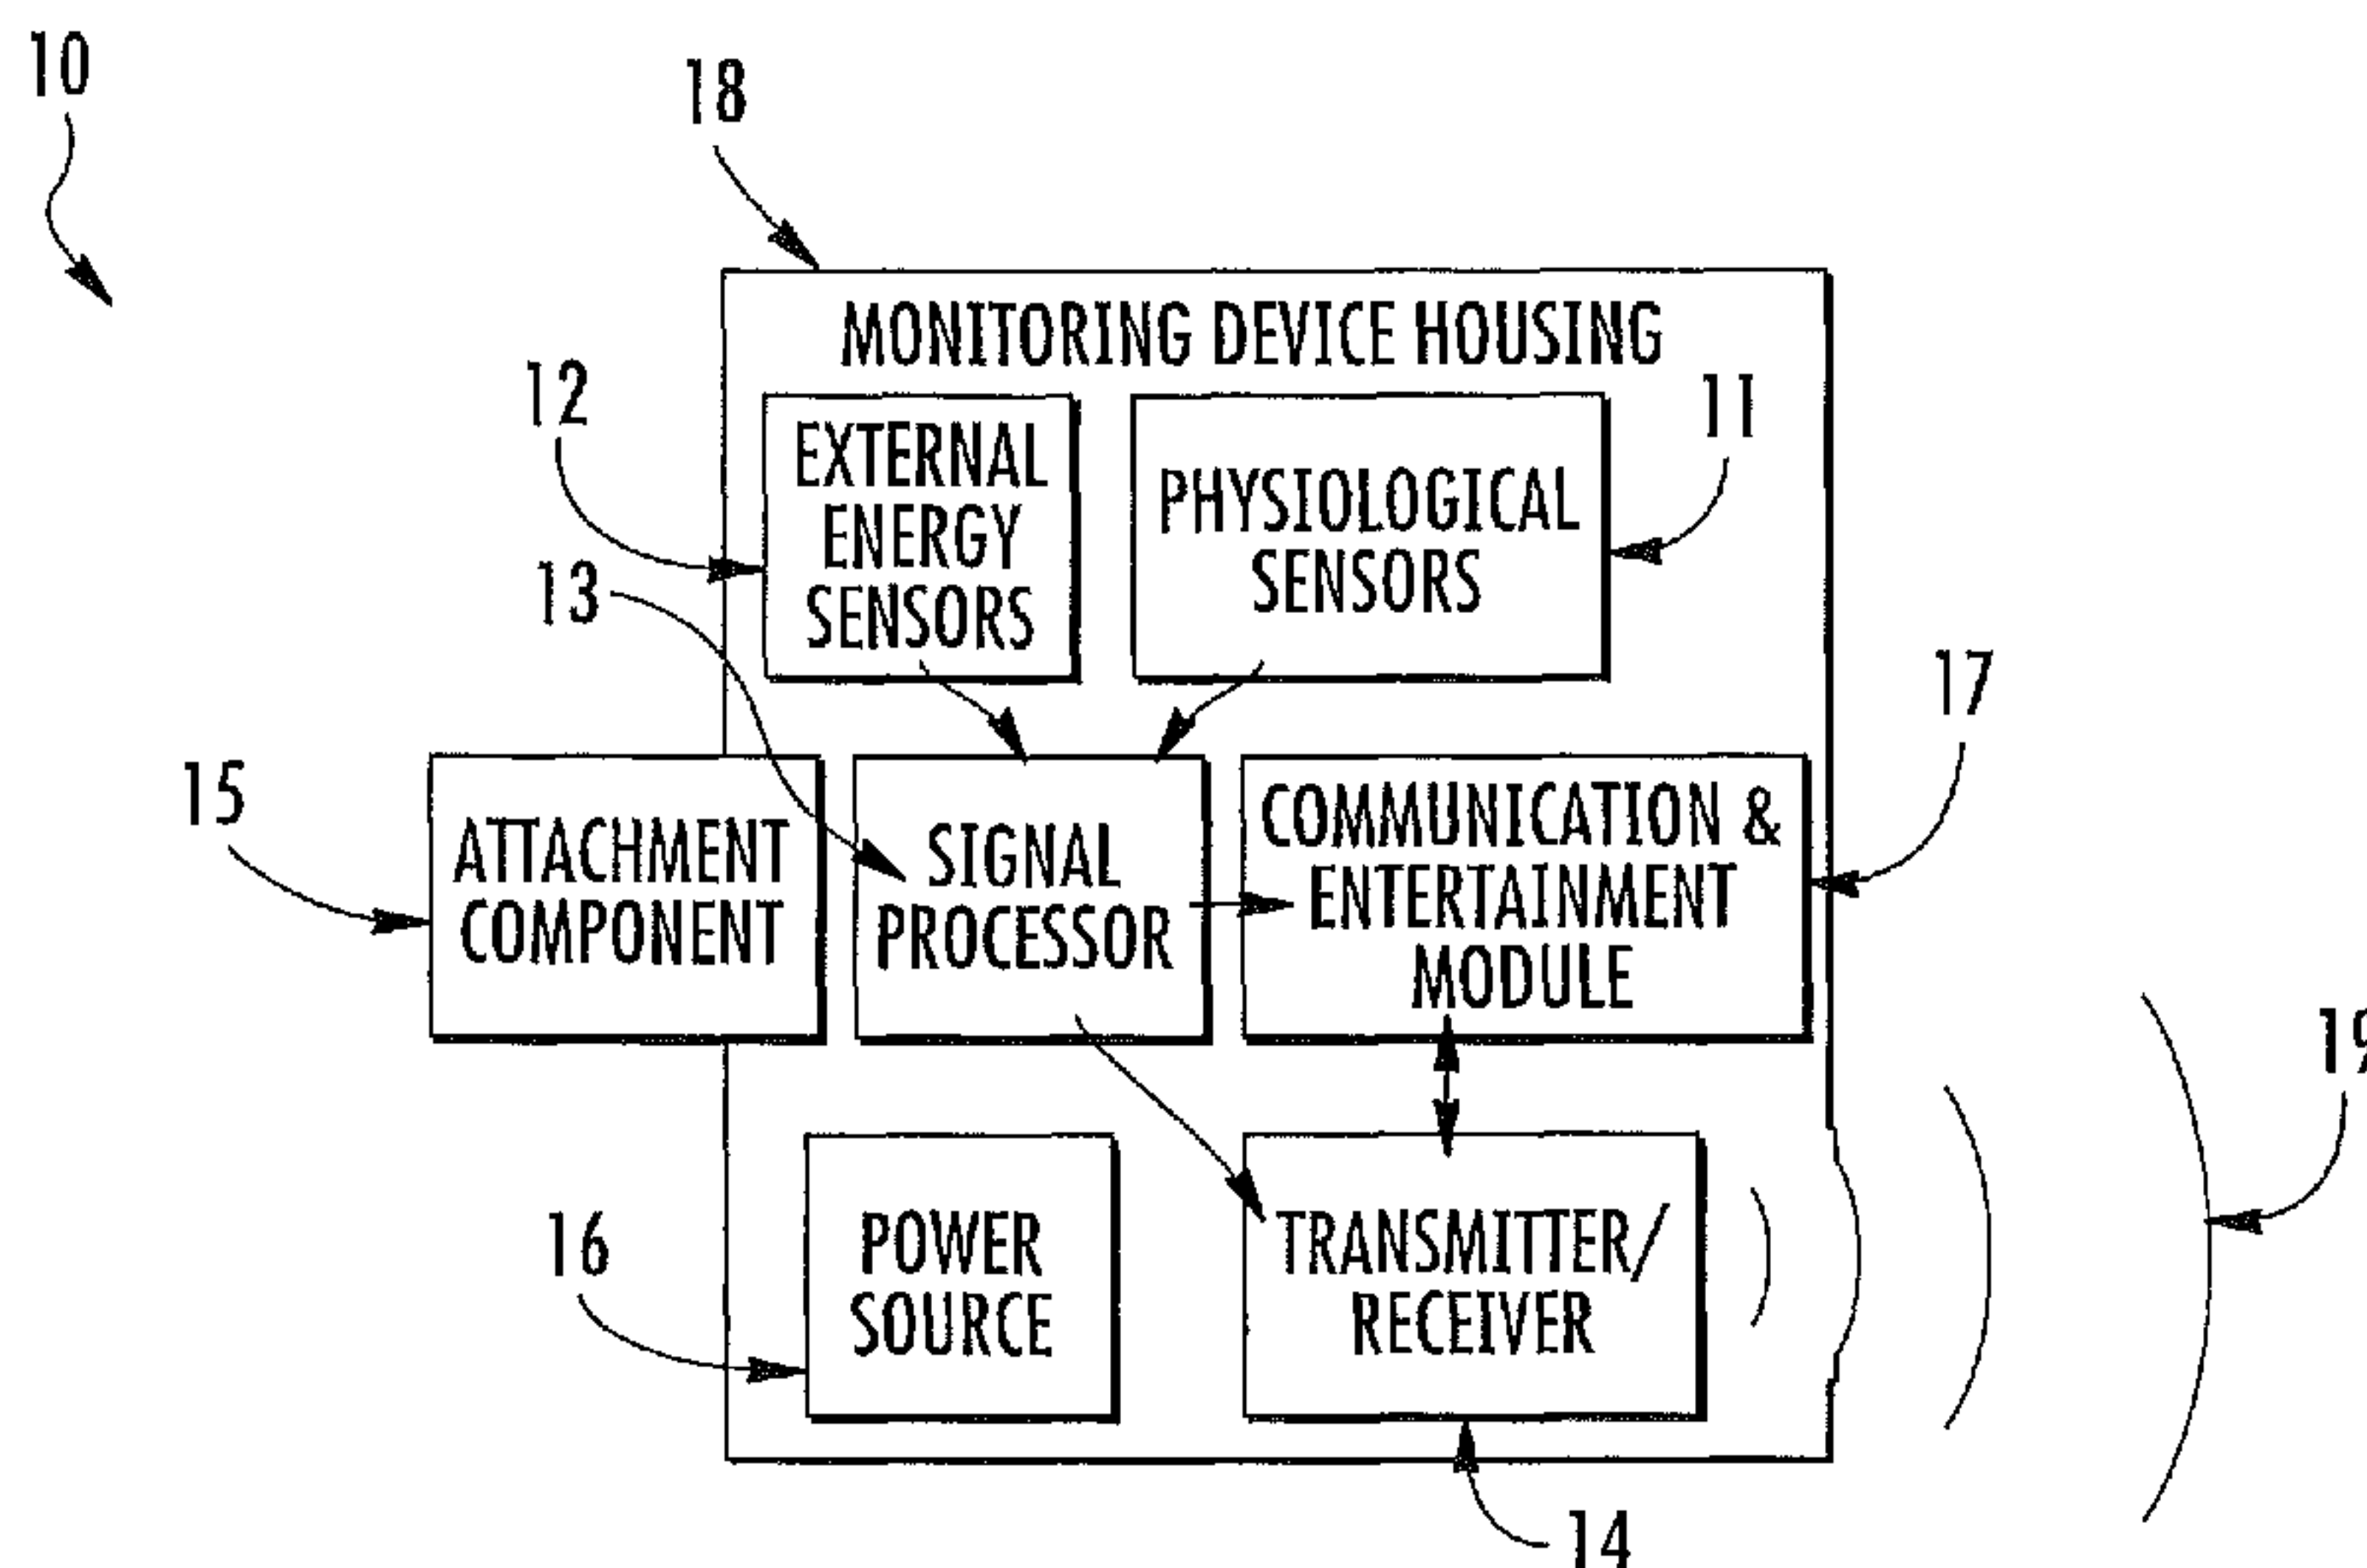 10
18
MONITORING DEVICE HOUSING
12
EXTERNAL
ENERGY
SENSORS
PHYSIOLOGICAL
SENSORS
11
13
17
15
ATTACHMENT
COMPONENT
SIGNAL
PROCESSOR
COMMUNICATION &
ENTERTAINMENT
MODULE
19
16
POWER
SOURCE
TRANSMITTER/
RECEIVER
14